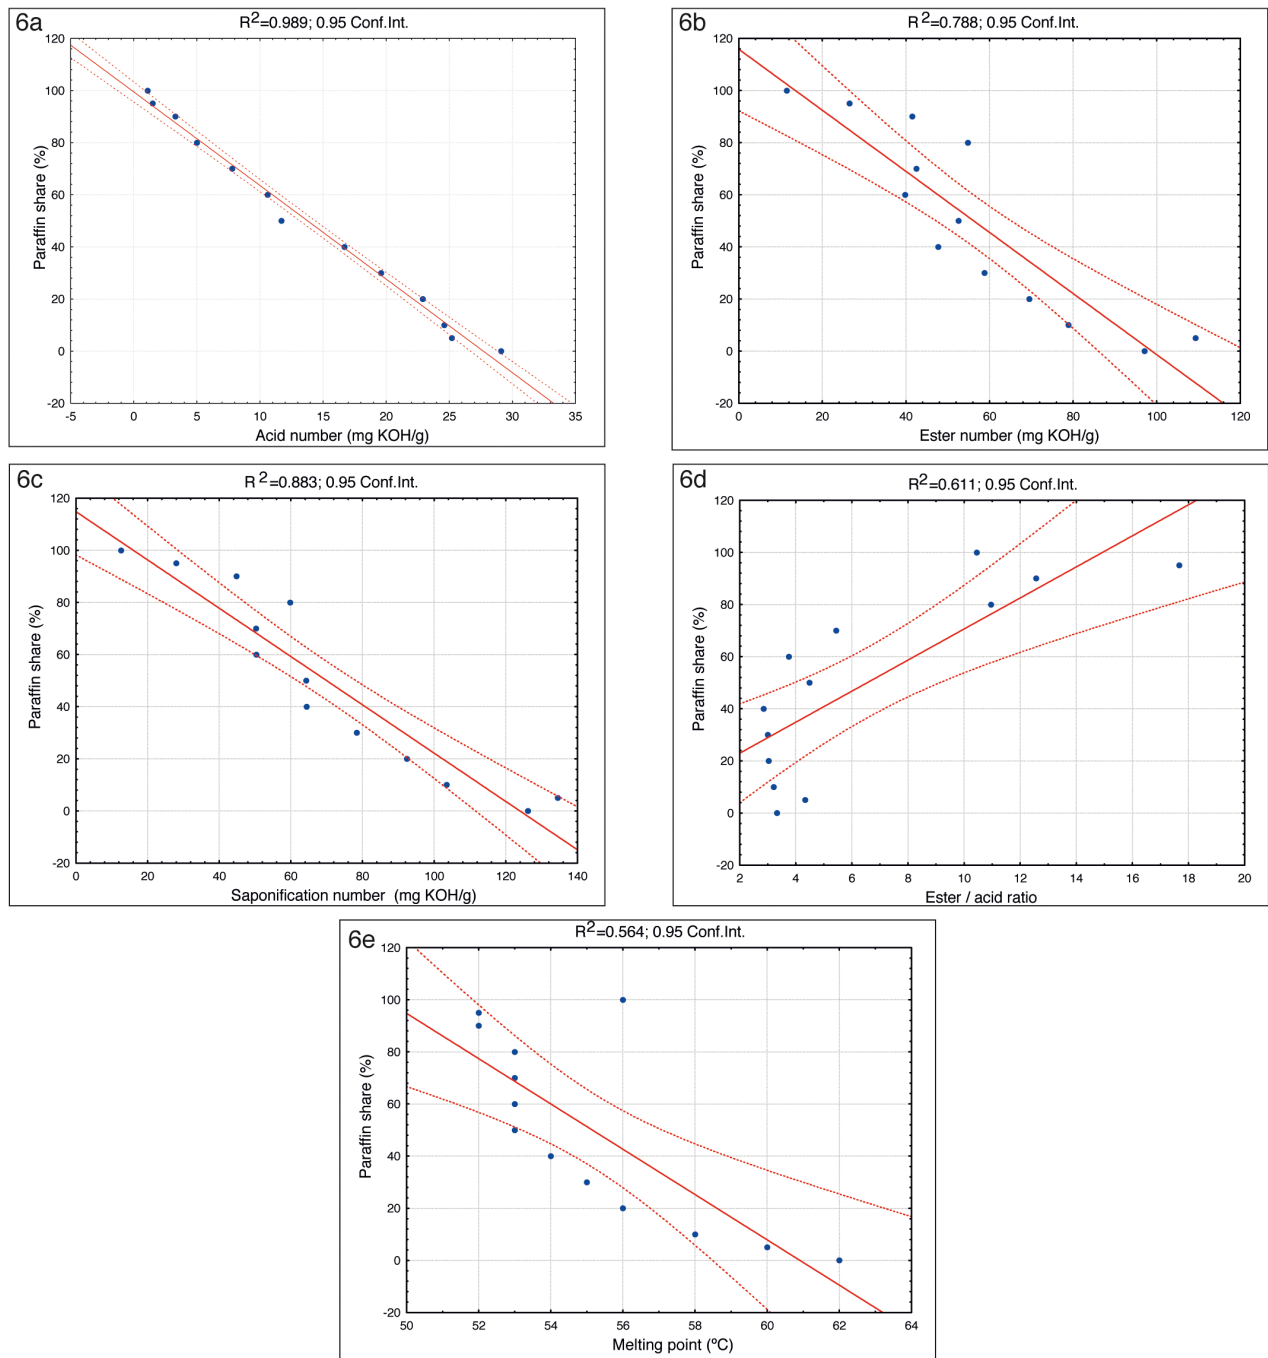 6a
R²=0.989; 0.95 Conf.Int.
120
100
80
60
40
20
0
-20
Paraffin share (%)
-5 0 5 10 15 20 25 30 35
Acid number (mg KOH/g)
6b
R²=0.788; 0.95 Conf.Int.
120
100
80
60
40
20
0
-20
Paraffin share (%)
0 20 40 60 80 100 120
Ester number (mg KOH/g)
6c
R²=0.883; 0.95 Conf.Int.
120
100
80
60
40
20
0
-20
Paraffin share (%)
0 20 40 60 80 100 120 140
Saponification number (mg KOH/g)
6d
R²=0.611; 0.95 Conf.Int.
120
100
80
60
40
20
0
-20
Paraffin share (%)
2 4 6 8 10 12 14 16 18 20
Ester / acid ratio
6e
R²=0.564; 0.95 Conf.Int.
120
100
80
60
40
20
0
-20
Paraffin share (%)
50 52 54 56 58 60 62 64
Melting point (ºC)